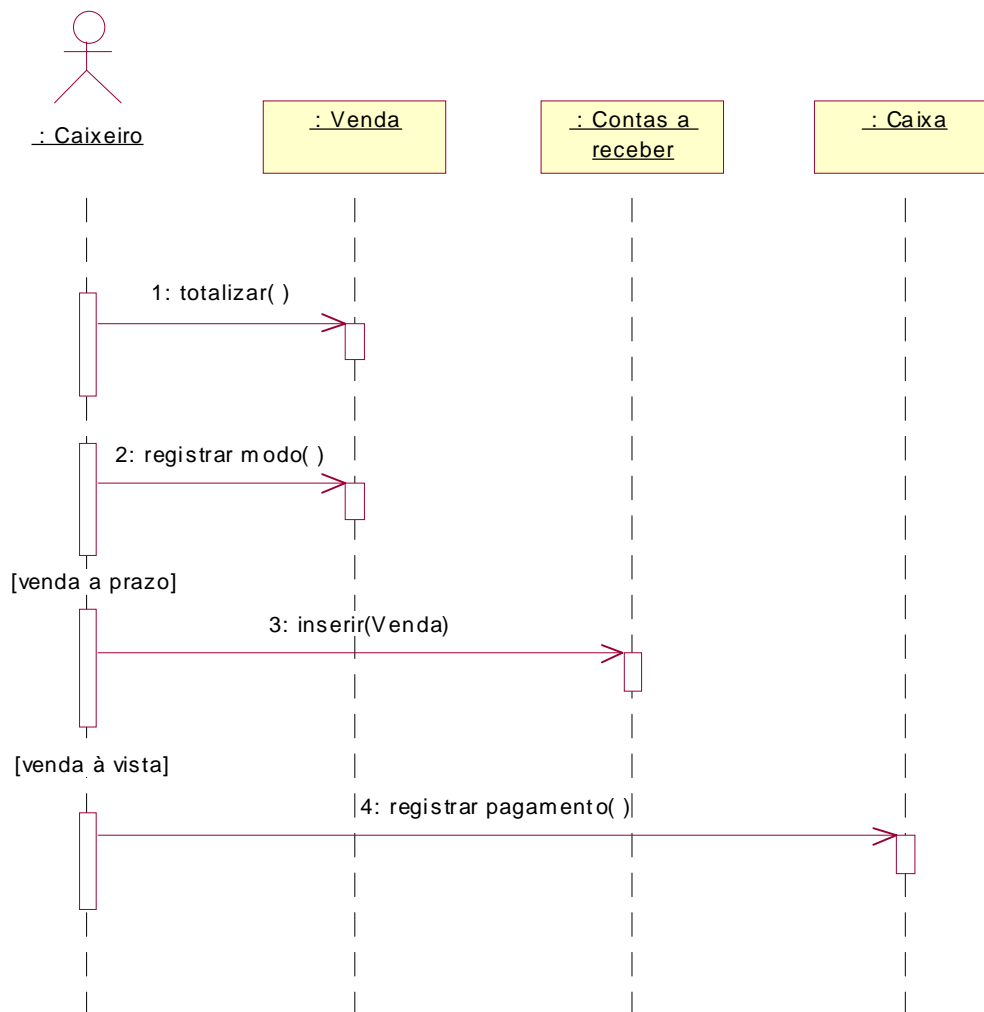 : Caixeiro
: Venda
: Contas a
receber
: Caixa
1: totalizar( )
2: registrar modo( )
[venda a prazo]
3: inserir(Venda)
[venda à vista]
4: registrar pagamento( )